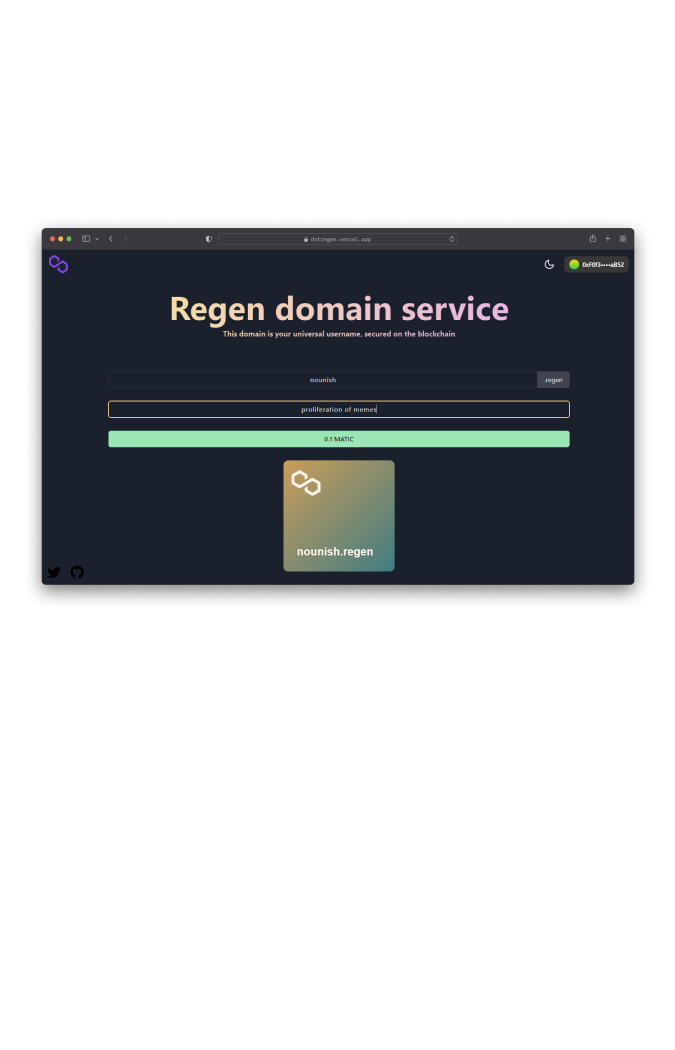 dotregen.vercel.app
0xF0f3····aB52
Regen domain service
This domain is your universal username, secured on the blockchain
nounish .regen
proliferation of memes
0.1 MATIC
nounish.regen